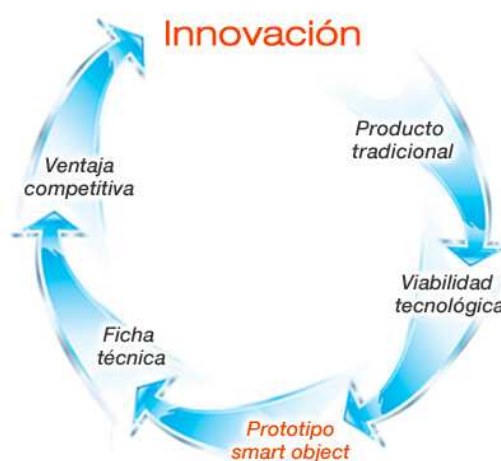 Innovación
Producto
tradicional
Viabilidad
tecnológica
Prototipo
smart object
Ficha
técnica
Ventaja
competitiva